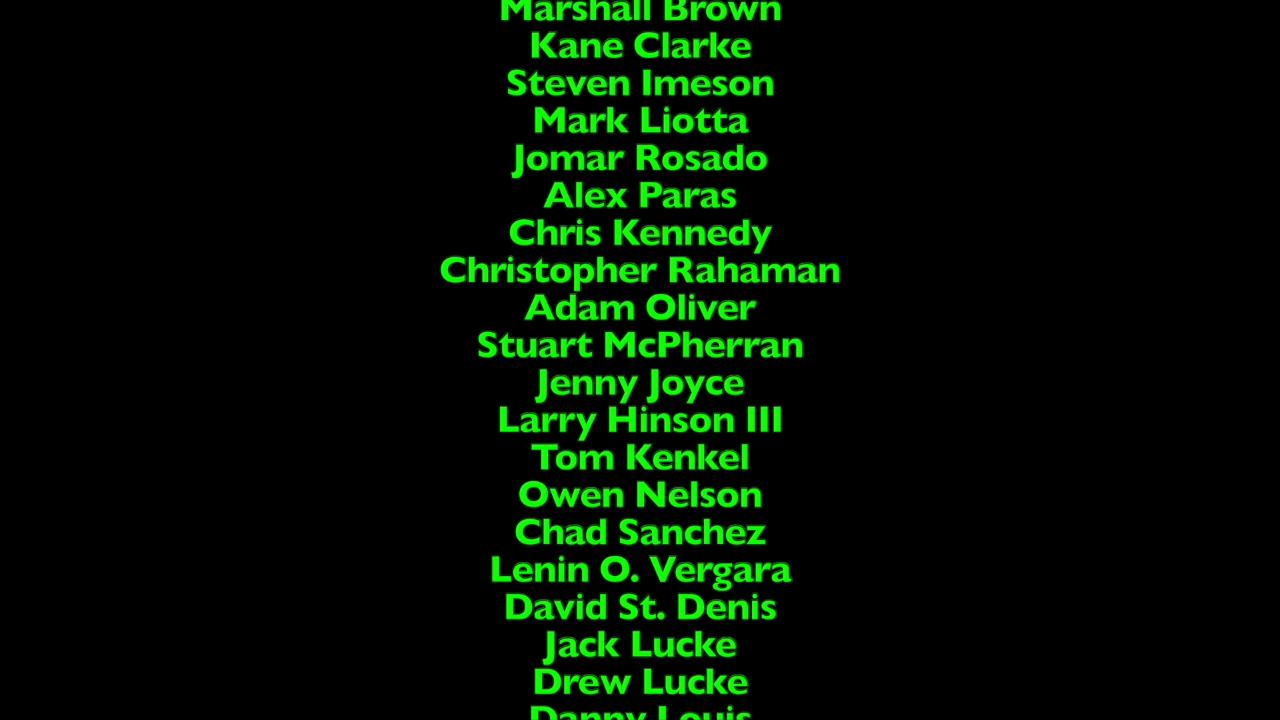 Marshall Brown
Kane Clarke
Steven Imeson
Mark Liotta
Jomar Rosado
Alex Paras
Chris Kennedy
Christopher Rahaman
Adam Oliver
Stuart McPherran
Jenny Joyce
Larry Hinson III
Tom Kenkel
Owen Nelson
Chad Sanchez
Lenin O. Vergara
David St. Denis
Jack Lucke
Drew Lucke
Danny Louis